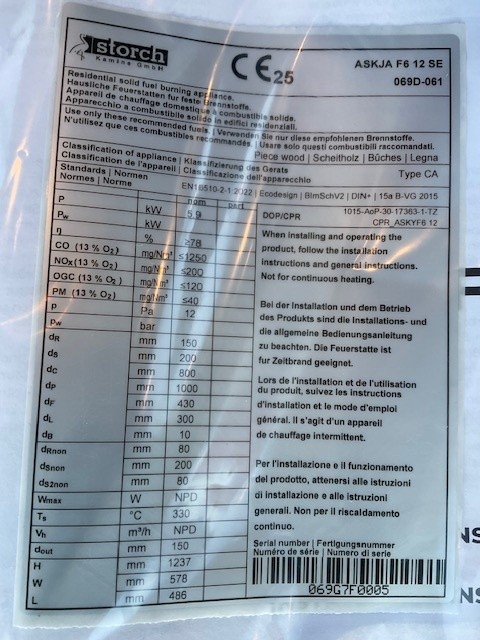 storch
Kamine GmbH
CE 25
ASKJA F6 12 SE
069D-061
Residential solid fuel burning appliance.
Hausliche Feuerstatten fur feste Brennstoffe.
Appareil de chauffage domestique à combustible solide.
Apparecchio a combustible solido in edifici residenziali.
Use only these recommended fuels. | Verwenden Sie nur diese empfohlenen Brennstoffe.
N'utilisez que ces combustibles recommandés. | Usare solo questi combustibili raccomandati.
Piece wood | Scheitholz | Bûches | Legna
Classification of appliance | Klassifizierung des Gerats
Classification de l'appareil | Classificazione dell'apparecchio
Type CA
Standards | Normen
Normes | Norme
EN16510-2-1:2022 | Ecodesign | BImSchV2 | DIN+ | 15a B-VG 2015
nom part
P kW 5.9
Pw kW
η % ≥78
CO (13 % O₂) mg/Nm³ ≤1250
NOx(13 % O₂) mg/Nm³ ≤200
OGC (13 % O₂) mg/Nm³ ≤120
PM (13 % O₂) mg/Nm³ ≤40
P Pa 12
Pw bar
dR mm 150
dS mm 200
dC mm 800
dP mm 1000
dF mm 430
dL mm 300
dB mm 10
dRnon mm 80
dSnon mm 200
dS2non mm 80
Wmax W NPD
Ts °C 330
Vh m³/h NPD
dout mm 150
H mm 1237
W mm 578
L mm 486
DOP/CPR
1015-AoP-30-17363-1-TZ
CPR_ASKYF6 12
When installing and operating the
product, follow the installation
instructions and general instructions.
Not for continuous heating.
Bei der Installation und dem Betrieb
des Produkts sind die Installations- und
die allgemeine Bedienungsanleitung
zu beachten. Die Feuerstatte ist
fur Zeitbrand geeignet.
Lors de l'installation et de l'utilisation
du produit, suivez les instructions
d'installation et le mode d'emploi
général. Il s'agit d'un appareil
de chauffage intermittent.
Per l'installazione e il funzionamento
del prodotto, attenersi alle istruzioni
di installazione e alle istruzioni
generali. Non per il riscaldamento
continuo.
Serial number | Fertigungsnummer
Numéro de série | Numero di serie
069G7F0005
NS
NS